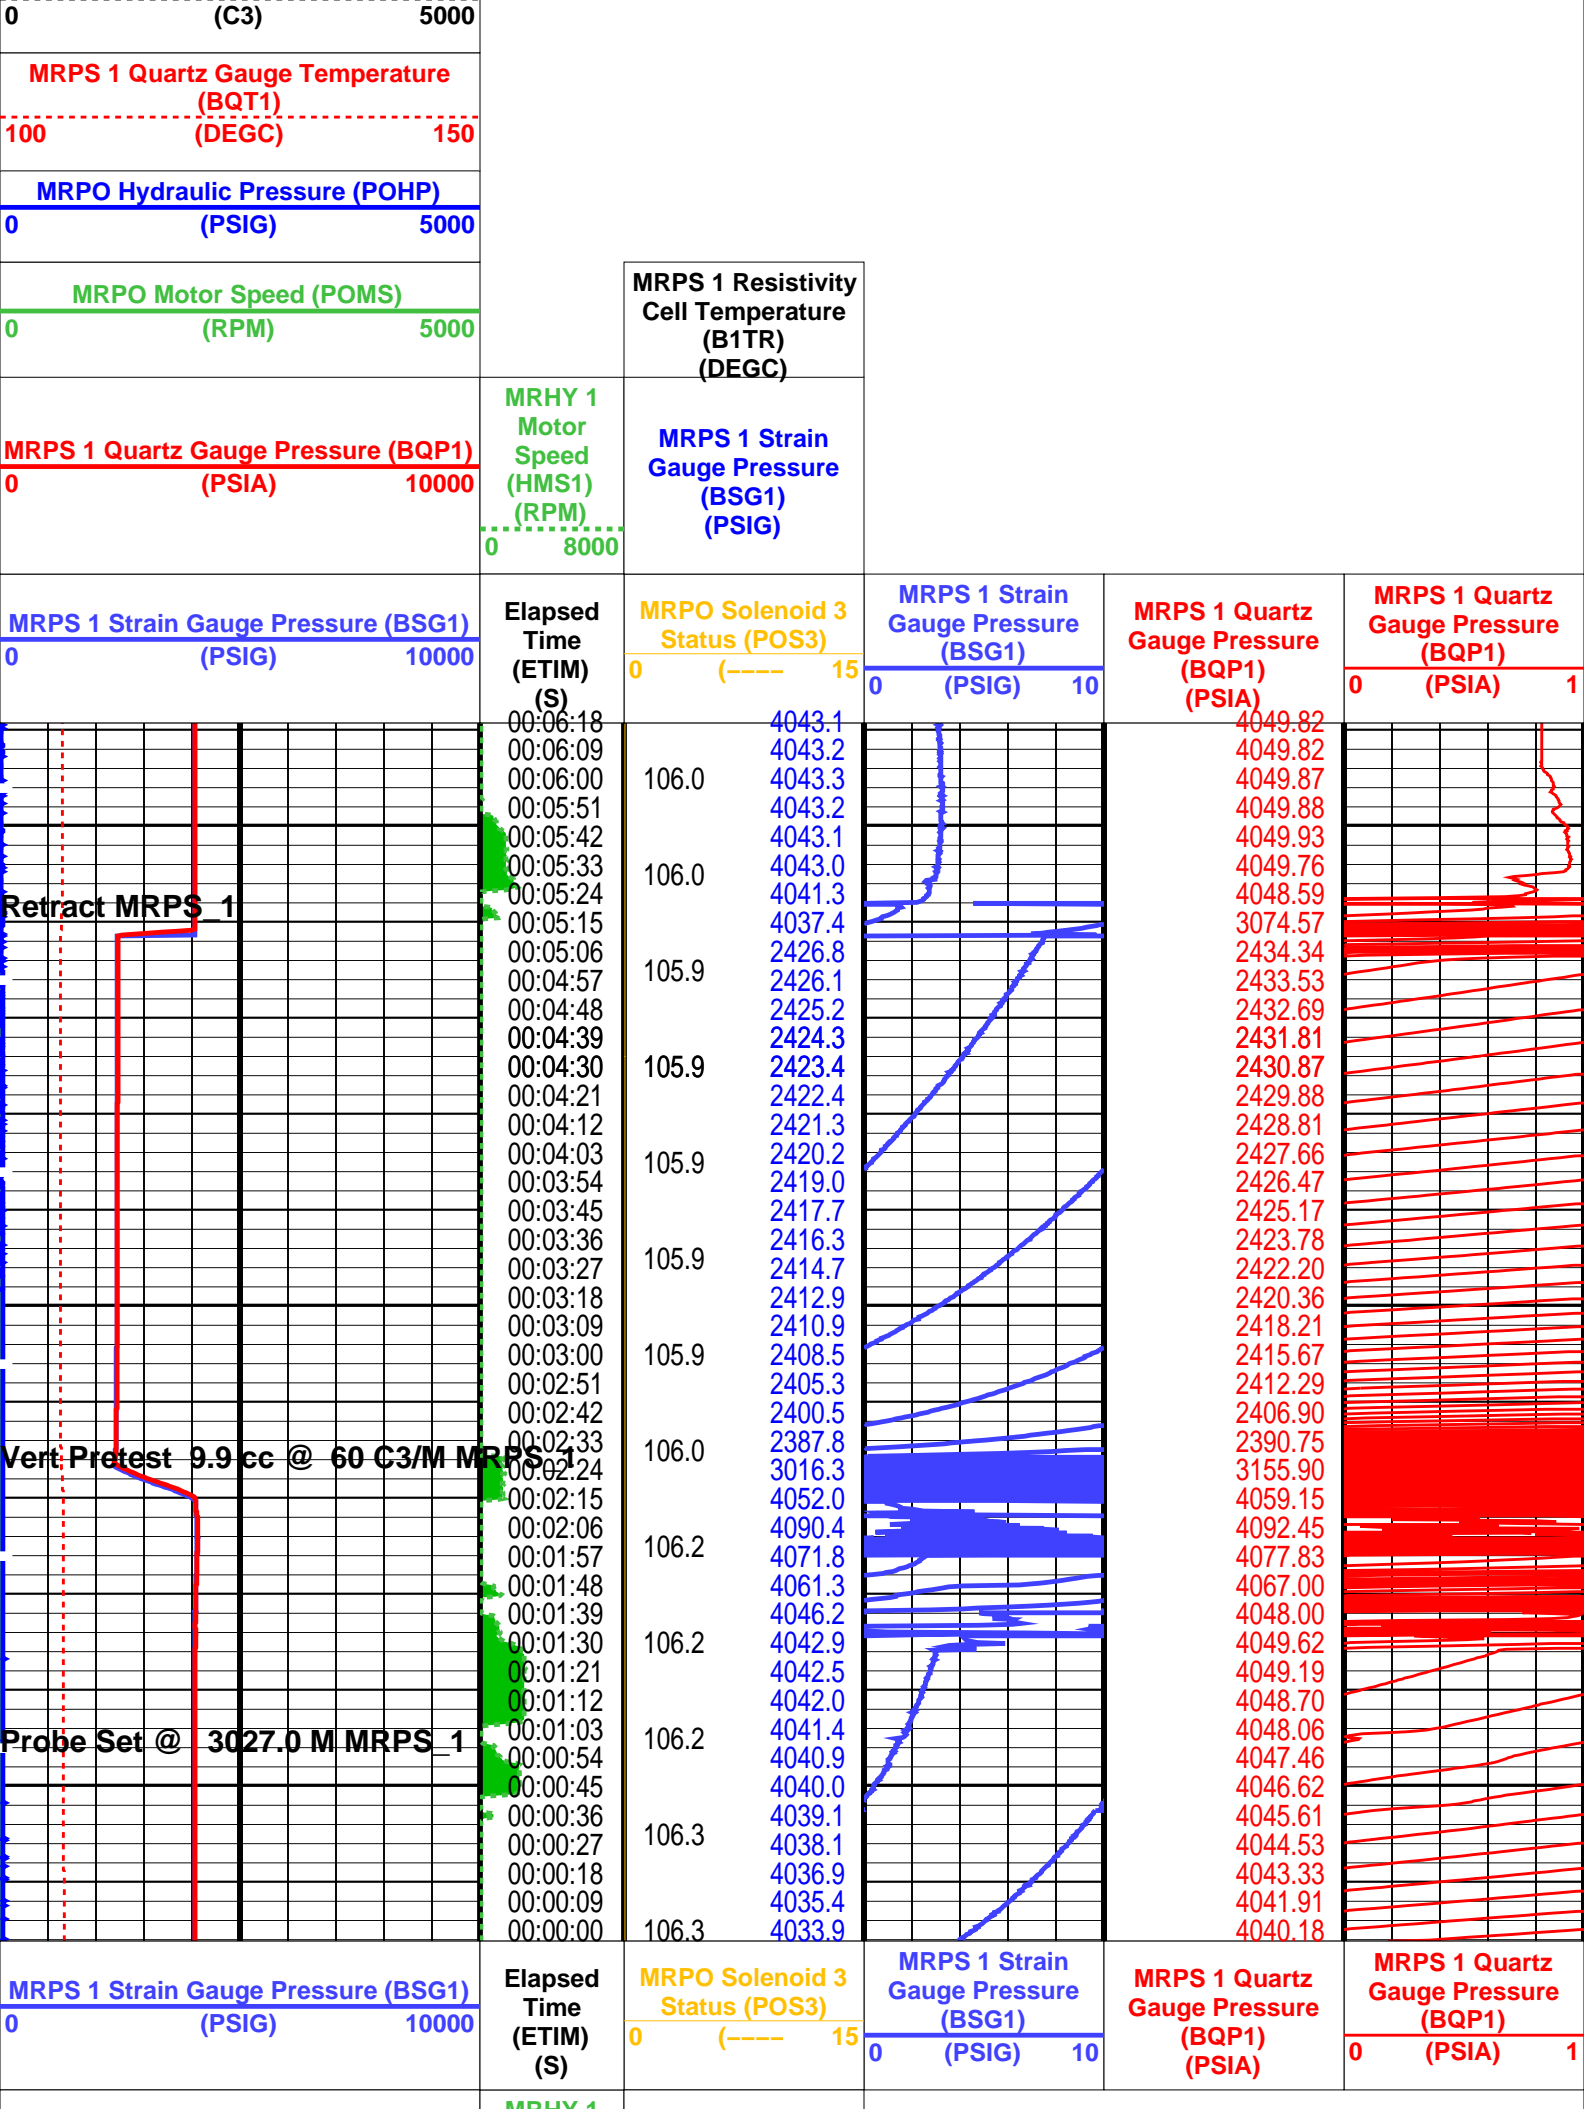 0 (C3) 5000
MRPS 1 Quartz Gauge Temperature
(BQT1)
100 (DEGC) 150
MRPO Hydraulic Pressure (POHP)
0 (PSIG) 5000
MRPO Motor Speed (POMS)
0 (RPM) 5000
MRPS 1 Resistivity
Cell Temperature
(B1TR)
(DEGC)
MRPS 1 Quartz Gauge Pressure (BQP1)
0 (PSIA) 10000
MRHY 1
Motor
Speed
(HMS1)
(RPM)
0 8000
MRPS 1 Strain
Gauge Pressure
(BSG1)
(PSIG)
MRPS 1 Strain Gauge Pressure (BSG1)
0 (PSIG) 10000
Elapsed
Time
(ETIM)
(S)
MRPO Solenoid 3
Status (POS3)
0 (---- 15
MRPS 1 Strain
Gauge Pressure
(BSG1)
0 (PSIG) 10
MRPS 1 Quartz
Gauge Pressure
(BQP1)
(PSIA)
MRPS 1 Quartz
Gauge Pressure
(BQP1)
0 (PSIA) 1
00:06:18 4043.1 4049.82
00:06:09 4043.2 4049.82
00:06:00 106.0 4043.3 4049.87
00:05:51 4043.2 4049.88
00:05:42 4043.1 4049.93
00:05:33 106.0 4043.0 4049.76
00:05:24 4041.3 4048.59
Retract MRPS_1
00:05:15 4037.4 3074.57
00:05:06 2426.8 2434.34
00:04:57 105.9 2426.1 2433.53
00:04:48 2425.2 2432.69
00:04:39 2424.3 2431.81
00:04:30 105.9 2423.4 2430.87
00:04:21 2422.4 2429.88
00:04:12 2421.3 2428.81
00:04:03 105.9 2420.2 2427.66
00:03:54 2419.0 2426.47
00:03:45 2417.7 2425.17
00:03:36 105.9 2416.3 2423.78
00:03:27 2414.7 2422.20
00:03:18 2412.9 2420.36
00:03:09 2410.9 2418.21
00:03:00 105.9 2408.5 2415.67
00:02:51 2405.3 2412.29
00:02:42 2400.5 2406.90
00:02:33 106.0 2387.8 2390.75
Vert Pretest 9.9 cc @ 60 C3/M MRPS_1
00:02:24 3016.3 3155.90
00:02:15 4052.0 4059.15
00:02:06 4090.4 4092.45
00:01:57 106.2 4071.8 4077.83
00:01:48 4061.3 4067.00
00:01:39 4046.2 4048.00
00:01:30 106.2 4042.9 4049.62
00:01:21 4042.5 4049.19
00:01:12 4042.0 4048.70
00:01:03 106.2 4041.4 4048.06
Probe Set @ 3027.0 M MRPS_1
00:00:54 4040.9 4047.46
00:00:45 4040.0 4046.62
00:00:36 4039.1 4045.61
00:00:27 106.3 4038.1 4044.53
00:00:18 4036.9 4043.33
00:00:09 4035.4 4041.91
00:00:00 106.3 4033.9 4040.18
MRPS 1 Strain Gauge Pressure (BSG1)
0 (PSIG) 10000
Elapsed
Time
(ETIM)
(S)
MRPO Solenoid 3
Status (POS3)
0 (---- 15
MRPS 1 Strain
Gauge Pressure
(BSG1)
0 (PSIG) 10
MRPS 1 Quartz
Gauge Pressure
(BQP1)
(PSIA)
MRPS 1 Quartz
Gauge Pressure
(BQP1)
0 (PSIA) 1
MRHY 1